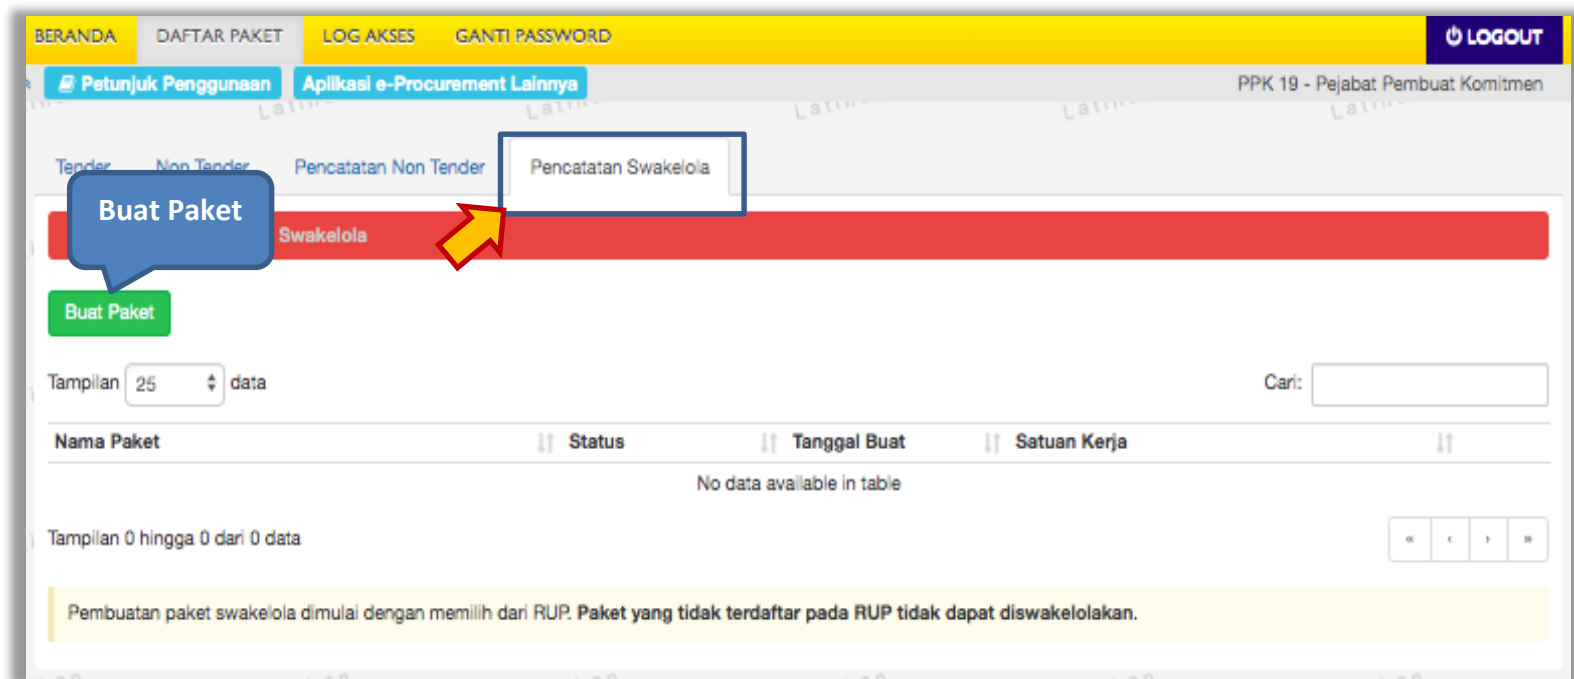 BERANDA DAFTAR PAKET LOG AKSES GANTI PASSWORD LOGOUT
Petunjuk Penggunaan Aplikasi e-Procurement Lainnya PPK 19 - Pejabat Pembuat Komitmen
Tender Non Tender Pencatatan Non Tender Pencatatan Swakelola
Buat Paket
Swakelola
Buat Paket
Tampilan 25 data Cari:
Nama Paket Status Tanggal Buat Satuan Kerja
No data available in table
Tampilan 0 hingga 0 dari 0 data « ‹ › »
Pembuatan paket swakelola dimulai dengan memilih dari RUP. Paket yang tidak terdaftar pada RUP tidak dapat diswakelolakan.